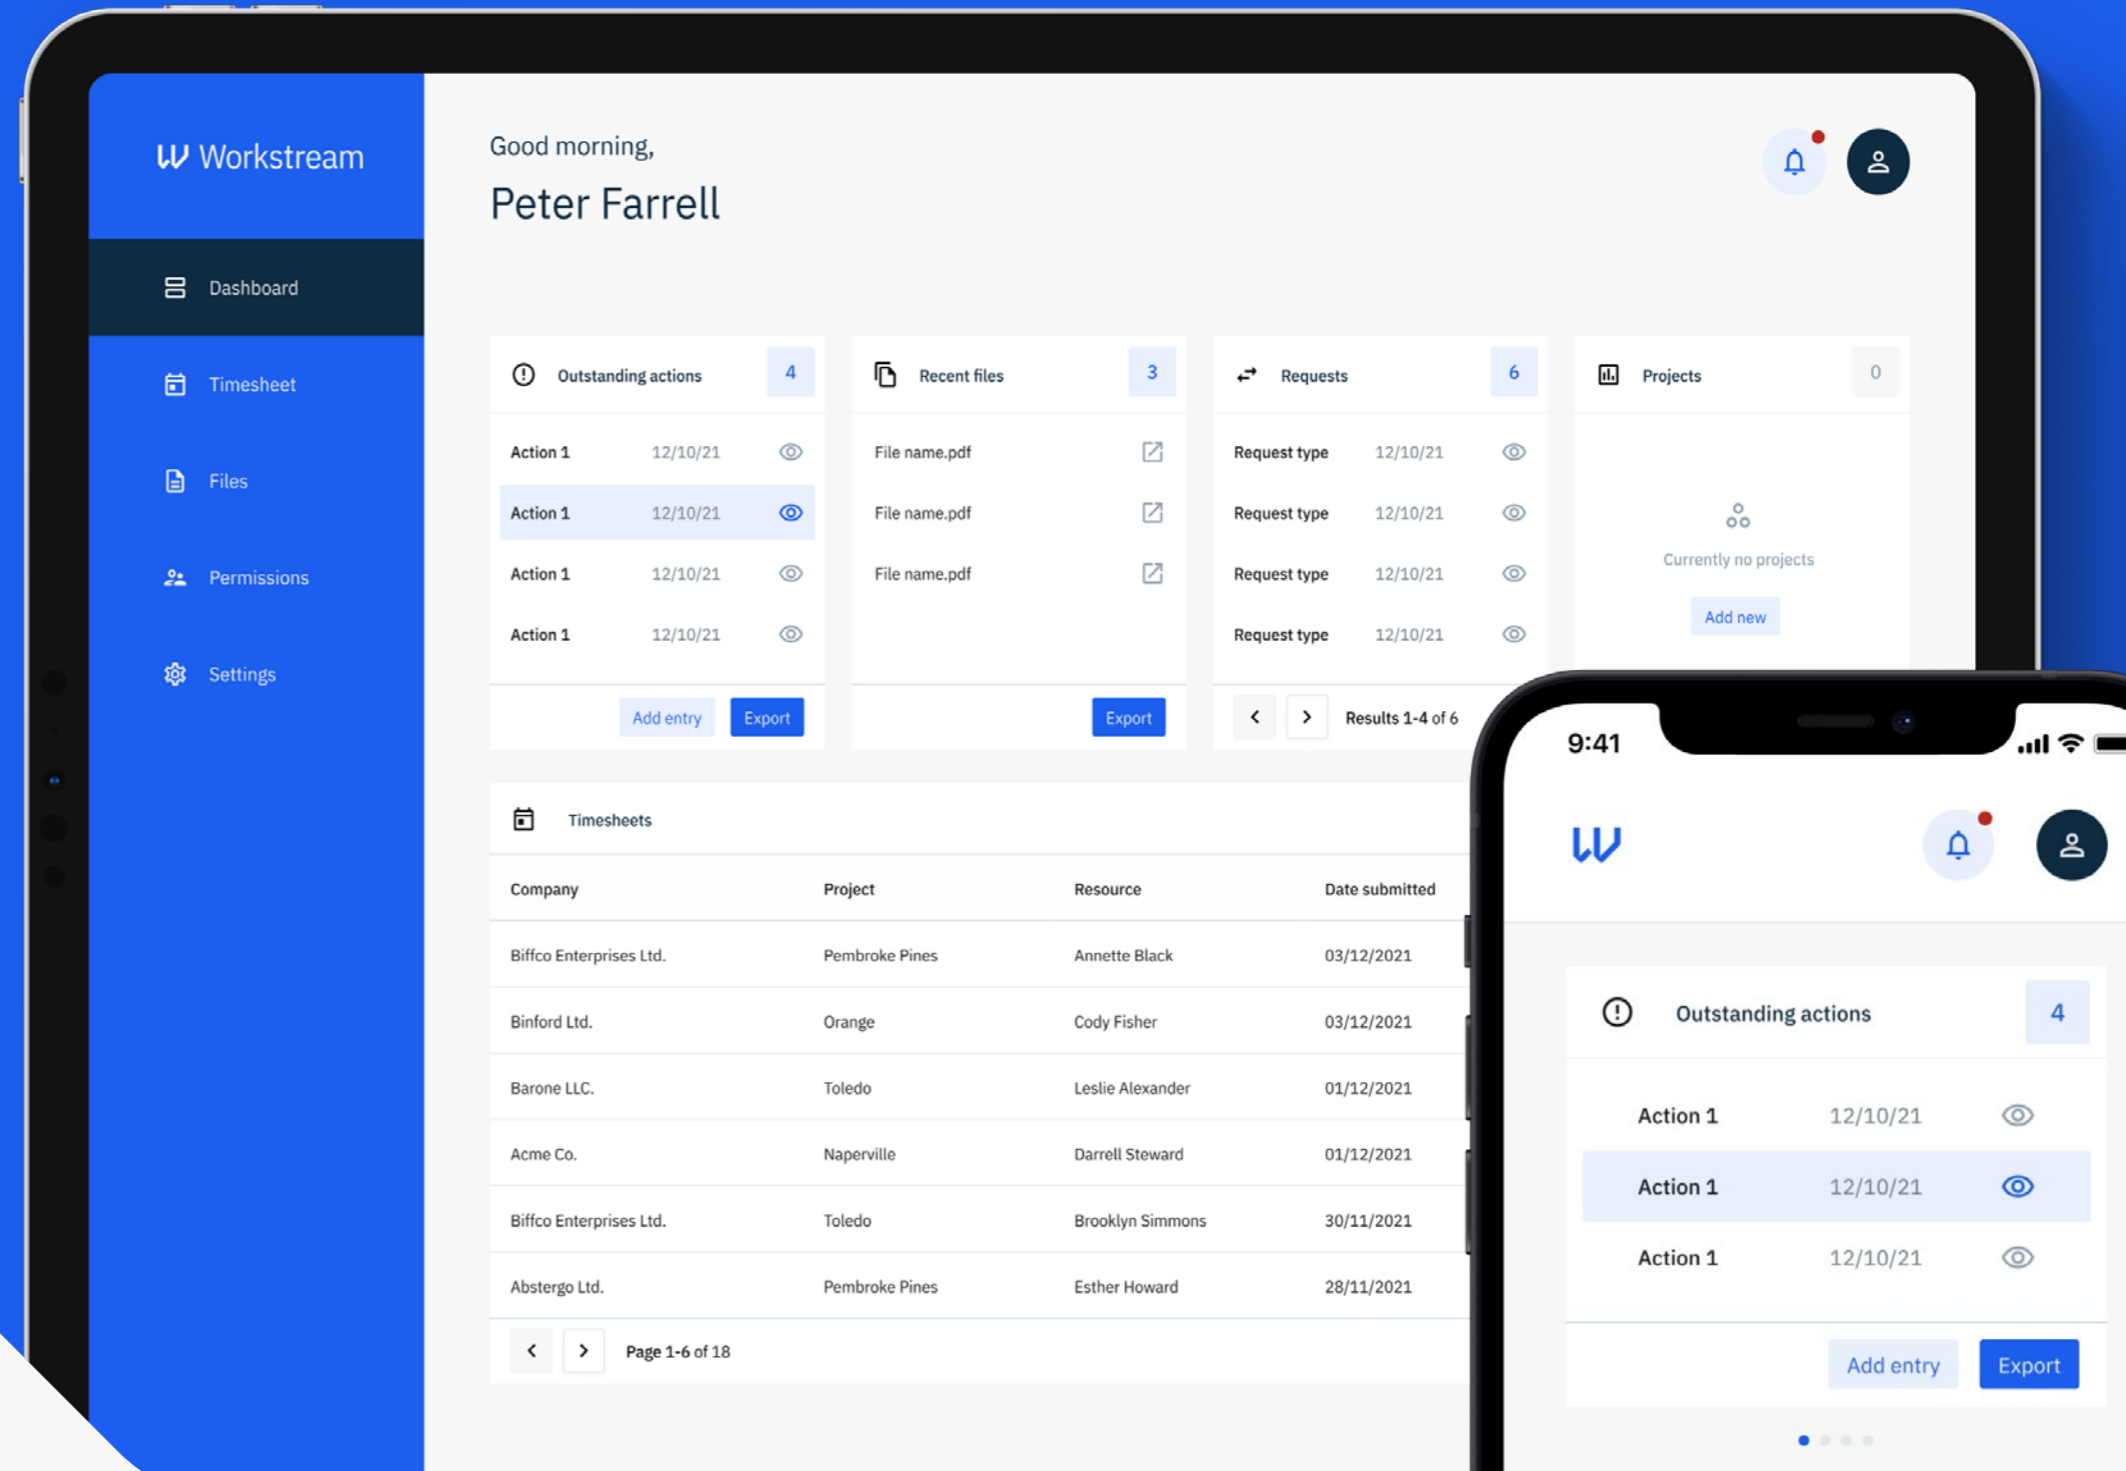 Workstream
Dashboard
Timesheet
Files
Permissions
Settings
Good morning,
Peter Farrell
Outstanding actions 4
Action 1 12/10/21
Action 1 12/10/21
Action 1 12/10/21
Action 1 12/10/21
Add entry Export
Recent files 3
File name.pdf
File name.pdf
File name.pdf
Export
Requests 6
Request type 12/10/21
Request type 12/10/21
Request type 12/10/21
Request type 12/10/21
Results 1-4 of 6
Projects 0
Currently no projects
Add new
Timesheets
Company Project Resource Date submitted
Biffco Enterprises Ltd. Pembroke Pines Annette Black 03/12/2021
Binford Ltd. Orange Cody Fisher 03/12/2021
Barone LLC. Toledo Leslie Alexander 01/12/2021
Acme Co. Naperville Darrell Steward 01/12/2021
Biffco Enterprises Ltd. Toledo Brooklyn Simmons 30/11/2021
Abstergo Ltd. Pembroke Pines Esther Howard 28/11/2021
Page 1-6 of 18
9:41
Outstanding actions 4
Action 1 12/10/21
Action 1 12/10/21
Action 1 12/10/21
Add entry Export